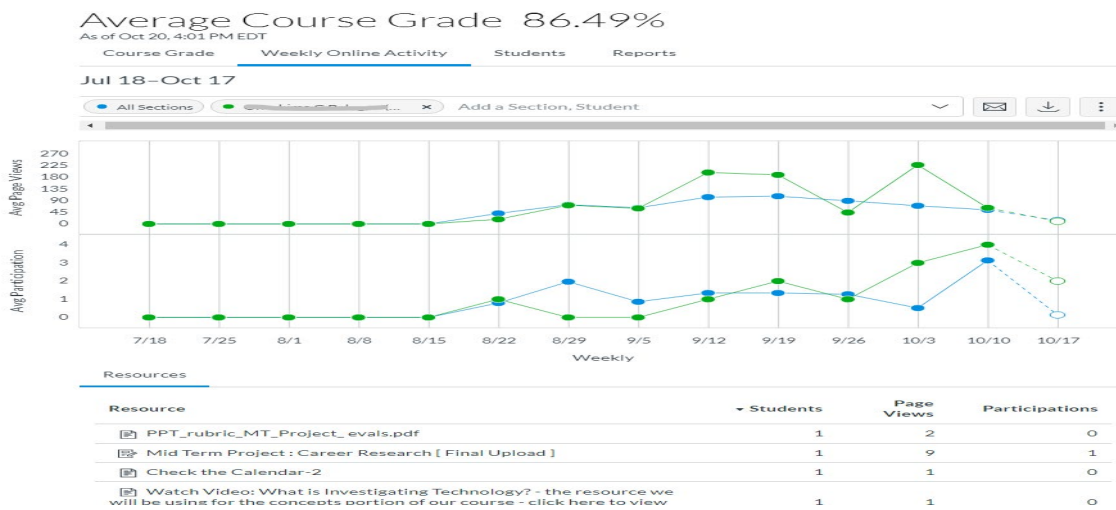 Average Course Grade 86.49%
As of Oct 20, 4:01 PM EDT
Course Grade Weekly Online Activity Students Reports
Jul 18–Oct 17
All Sections × Add a Section, Student
Avg Page Views
270
225
180
135
90
45
0
Avg Participation
4
3
2
1
0
7/18 7/25 8/1 8/8 8/15 8/22 8/29 9/5 9/12 9/19 9/26 10/3 10/10 10/17
Weekly
Resources
Resource Students Page Views Participations
PPT_rubric_MT_Project_evals.pdf 1 2 0
Mid Term Project : Career Research [ Final Upload ] 1 9 1
Check the Calendar-2 1 1 0
Watch Video: What is Investigating Technology? - the resource we
will be using for the concepts portion of our course - click here to view 1 1 0